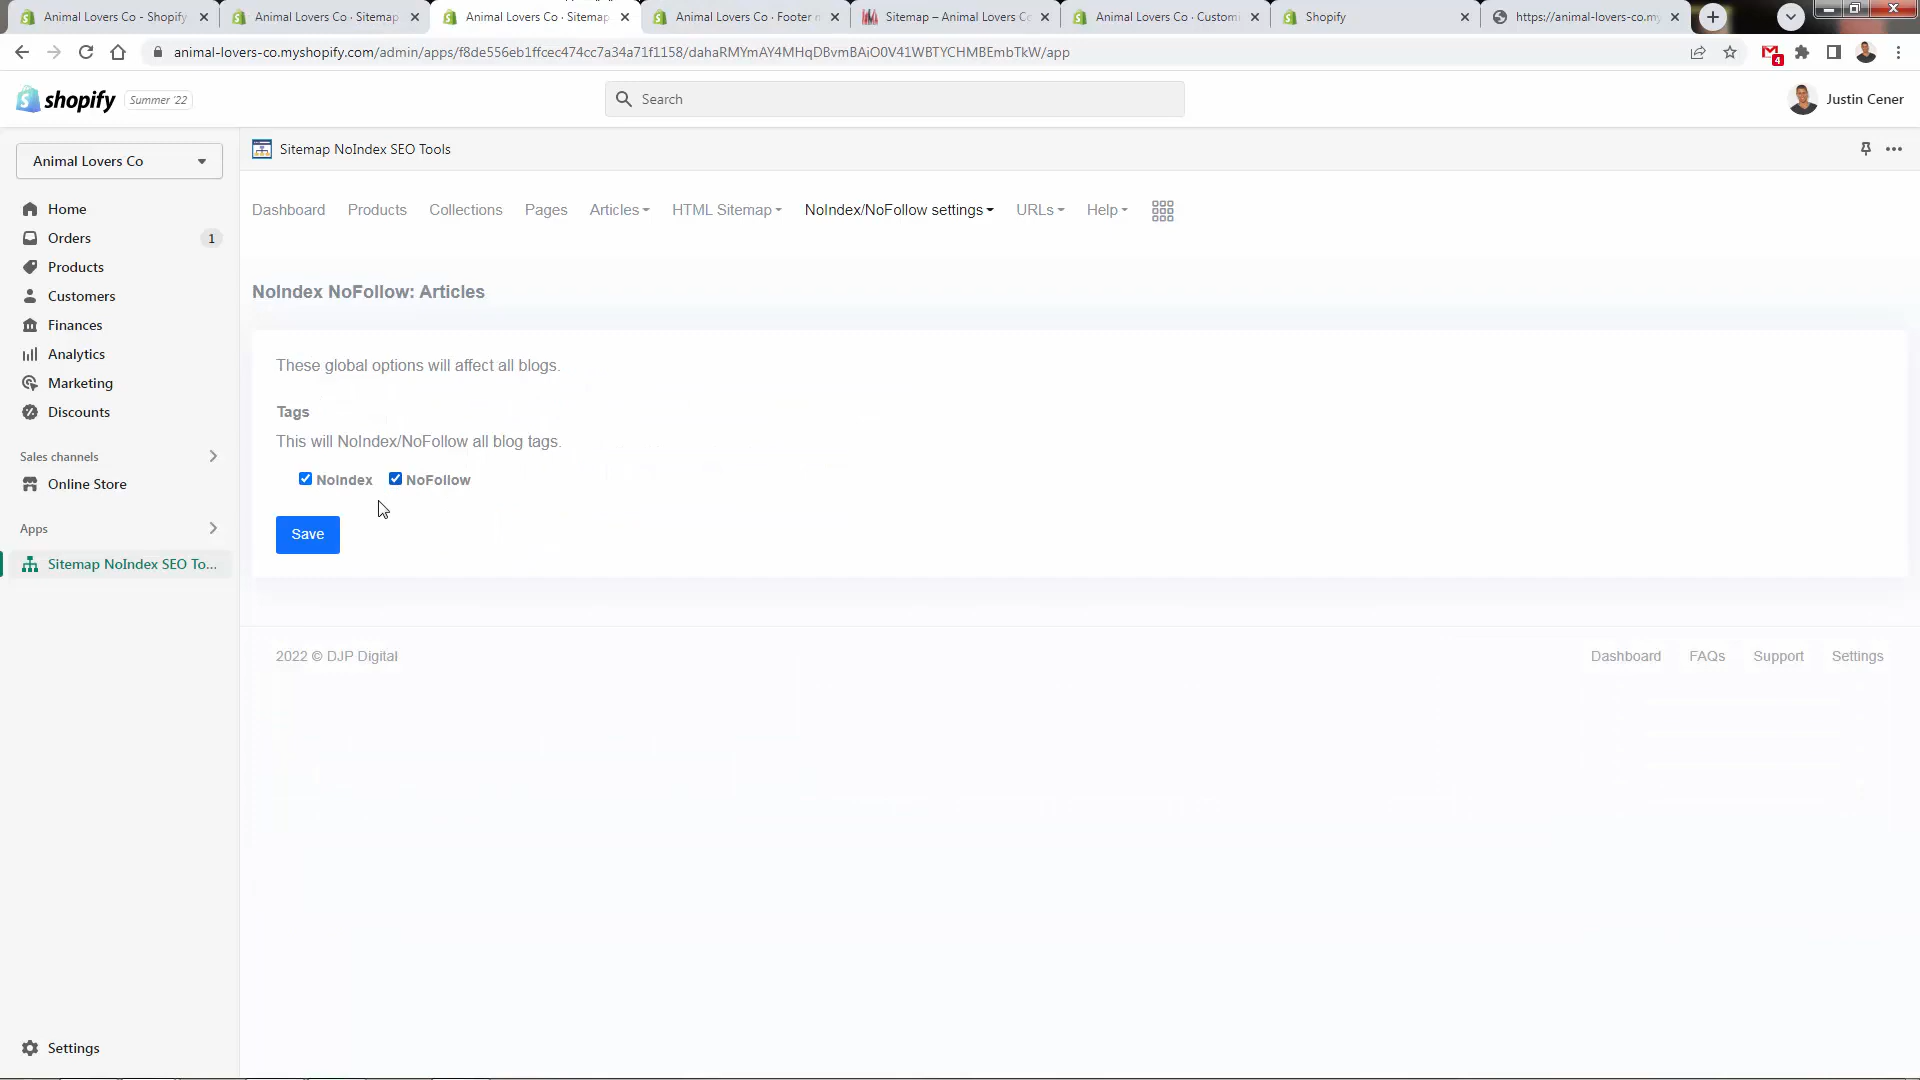 Animal Lovers Co - Shopify
Animal Lovers Co · Sitemap
Animal Lovers Co · Sitemap
Animal Lovers Co · Footer
Sitemap – Animal Lovers Co
Animal Lovers Co · Customi
Shopify
https://animal-lovers-co.my
animal-lovers-co.myshopify.com/admin/apps/f8de556eb1ffcec474cc7a34a71f1158/dahaRMYmAY4MHqDBvmBAiO0V41WBTYCHMBEmbTkW/app
4
shopify
Summer '22
Search
Justin Cener
Animal Lovers Co
Sitemap NoIndex SEO Tools
Home
Orders 1
Products
Customers
Finances
Analytics
Marketing
Discounts
Sales channels
Online Store
Apps
Sitemap NoIndex SEO To...
Settings
Dashboard Products Collections Pages Articles HTML Sitemap NoIndex/NoFollow settings URLs Help
NoIndex NoFollow: Articles
These global options will affect all blogs.
Tags
This will NoIndex/NoFollow all blog tags.
NoIndex NoFollow
Save
2022 © DJP Digital
Dashboard FAQs Support Settings